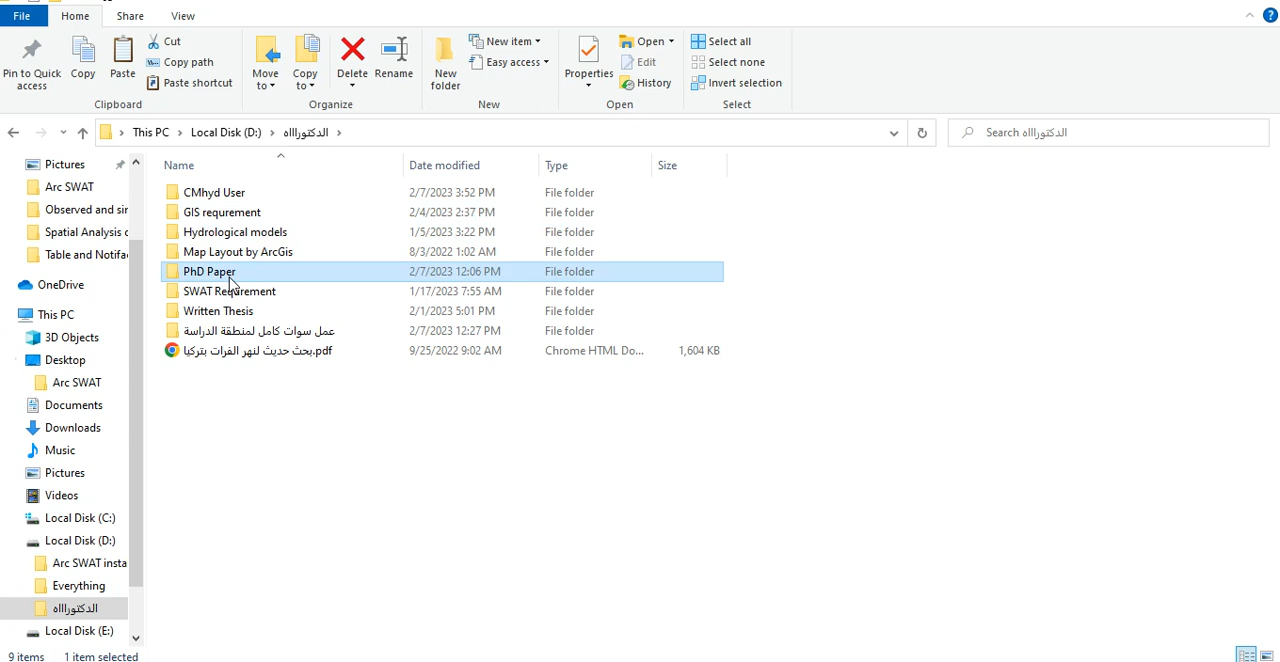 File Home Share View
Cut
Copy path
Paste shortcut
Pin to Quick access
Copy
Paste
Move to
Copy to
Delete
Rename
New folder
New item
Easy access
Properties
Open
Edit
History
Select all
Select none
Invert selection
Clipboard Organize New Open Select
This PC Local Disk (D:) الدكتوراااه
Search الدكتوراااه
Name Date modified Type Size
CMhyd User 2/7/2023 3:52 PM File folder
GIS requrement 2/4/2023 2:37 PM File folder
Hydrological models 1/5/2023 3:22 PM File folder
Map Layout by ArcGis 8/3/2022 1:02 AM File folder
PhD Paper 2/7/2023 12:06 PM File folder
SWAT Requirement 1/17/2023 7:55 AM File folder
Written Thesis 2/1/2023 5:01 PM File folder
عمل سوات كامل لمنطقة الدراسة 2/7/2023 12:27 PM File folder
بحث حديث لنهر الفرات بتركيا.pdf 9/25/2022 9:02 AM Chrome HTML Do... 1,604 KB
Pictures
Arc SWAT
Observed and sir
Spatial Analysis
Table and Notifa
OneDrive
This PC
3D Objects
Desktop
Arc SWAT
Documents
Downloads
Music
Pictures
Videos
Local Disk (C:)
Local Disk (D:)
Arc SWAT insta
Everything
الدكتوراااه
Local Disk (E:)
9 items 1 item selected